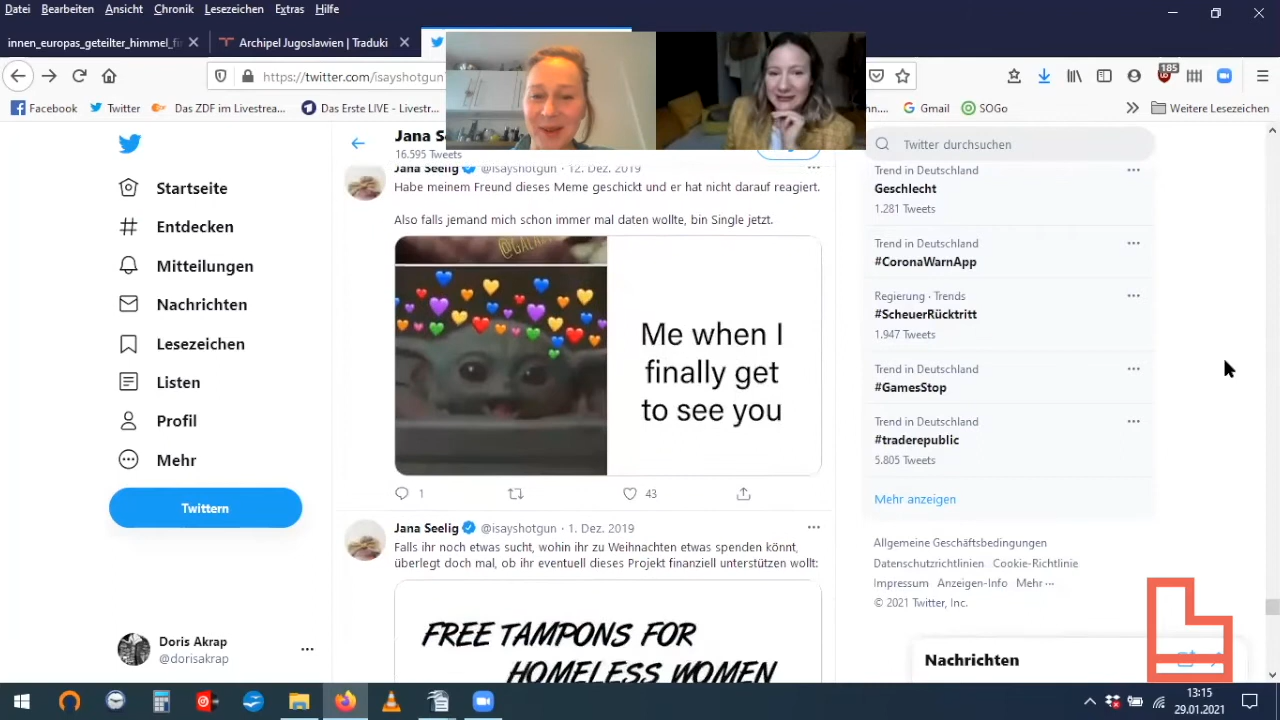 Datei Bearbeiten Ansicht Chronik Lesezeichen Extras Hilfe
innen_europas_geteilter_himmel_fi
Archipel Jugoslawien | Traduki
https://twitter.com/isayshotgun
185
Facebook
Twitter
Das ZDF im Livestrea…
Das Erste LIVE - Livestr…
Gmail
SOGo
Weitere Lesezeichen
Startseite
Entdecken
Mitteilungen
Nachrichten
Lesezeichen
Listen
Profil
Mehr
Twittern
Doris Akrap
@dorisakrap
Jana S
16.595 Tweets
Jana Seelig @isayshotgun · 12. Dez. 2019
Habe meinem Freund dieses Meme geschickt und er hat nicht darauf reagiert.
Also falls jemand mich schon immer mal daten wollte, bin Single jetzt.
Me when I
finally get
to see you
1
43
Jana Seelig @isayshotgun · 1. Dez. 2019
Falls ihr noch etwas sucht, wohin ihr zu Weihnachten etwas spenden könnt,
überlegt doch mal, ob ihr eventuell dieses Projekt finanziell unterstützen wollt:
FREE TAMPONS FOR
HOMELESS WOMEN
Twitter durchsuchen
Trend in Deutschland
Geschlecht
1.281 Tweets
Trend in Deutschland
#CoronaWarnApp
Regierung · Trends
#ScheuerRücktritt
1.947 Tweets
Trend in Deutschland
#GamesStop
Trend in Deutschland
#traderepublic
5.805 Tweets
Mehr anzeigen
Allgemeine Geschäftsbedingungen
Datenschutzrichtlinien Cookie-Richtlinie
Impressum Anzeigen-Info Mehr
© 2021 Twitter, Inc.
Nachrichten
13:15
29.01.2021